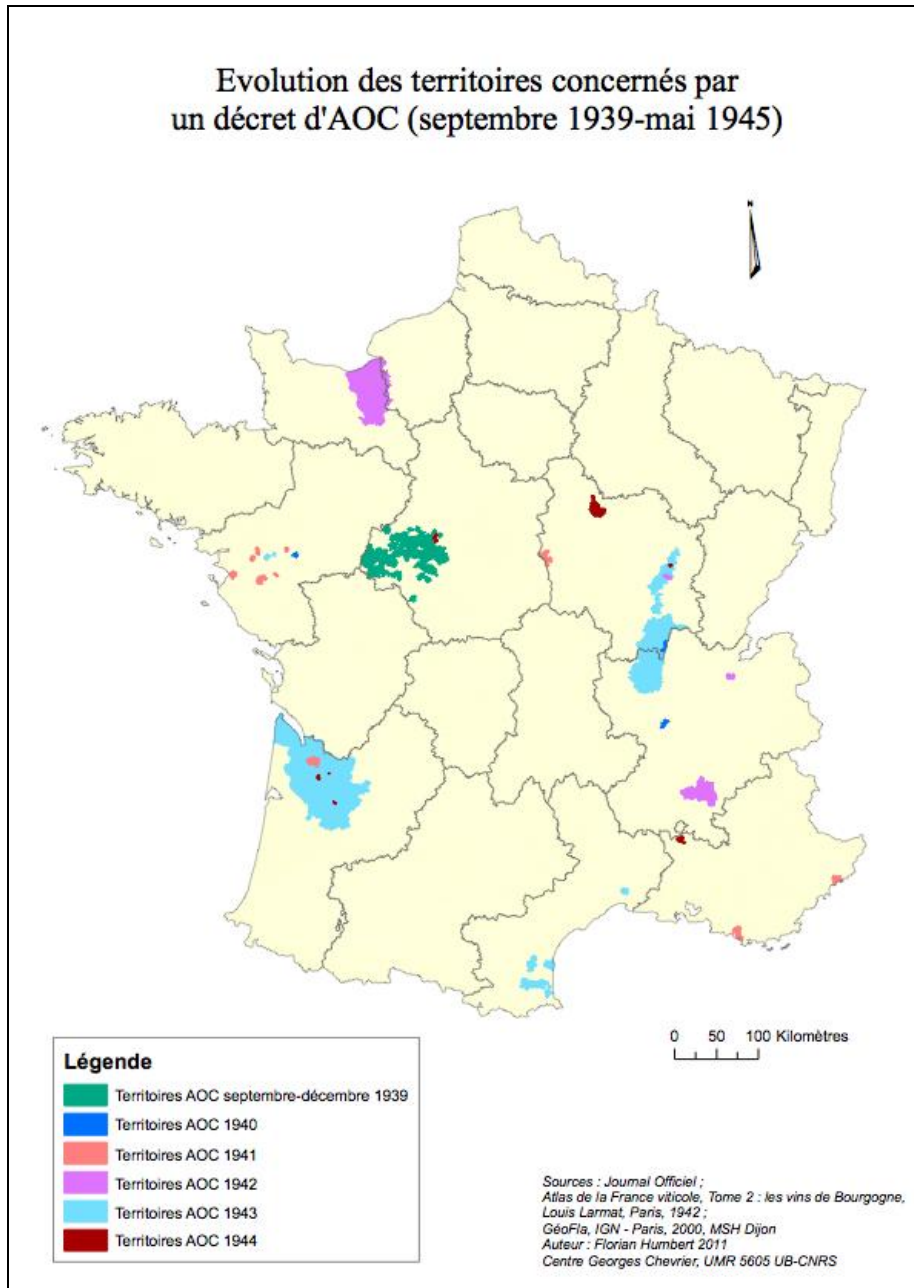 Evolution des territoires concernés par
un décret d'AOC (septembre 1939-mai 1945)
N
0 50 100 Kilomètres
Légende
Territoires AOC septembre-décembre 1939
Territoires AOC 1940
Territoires AOC 1941
Territoires AOC 1942
Territoires AOC 1943
Territoires AOC 1944
Sources : Journal Officiel ;
Atlas de la France viticole, Tome 2 : les vins de Bourgogne,
Louis Larmat, Paris, 1942 ;
GéoFla, IGN - Paris, 2000, MSH Dijon
Auteur : Florian Humbert 2011
Centre Georges Chevrier, UMR 5605 UB-CNRS